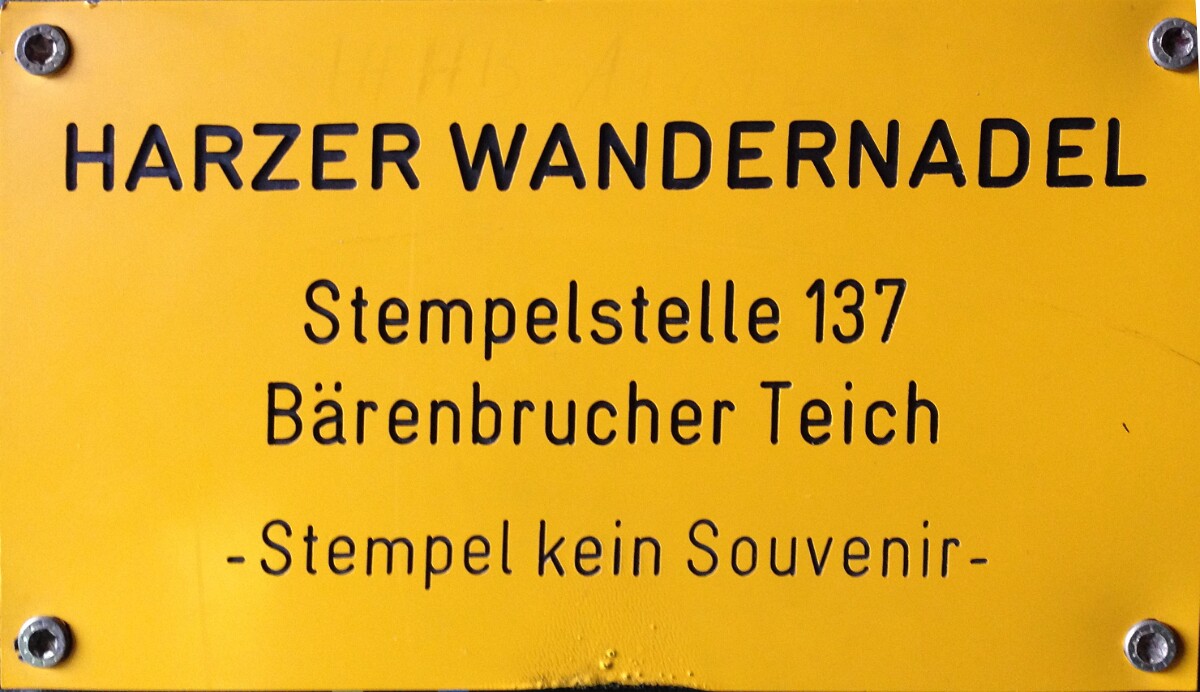 HARZER WANDERNADEL
Stempelstelle 137
Bärenbrucher Teich
-Stempel kein Souvenir-